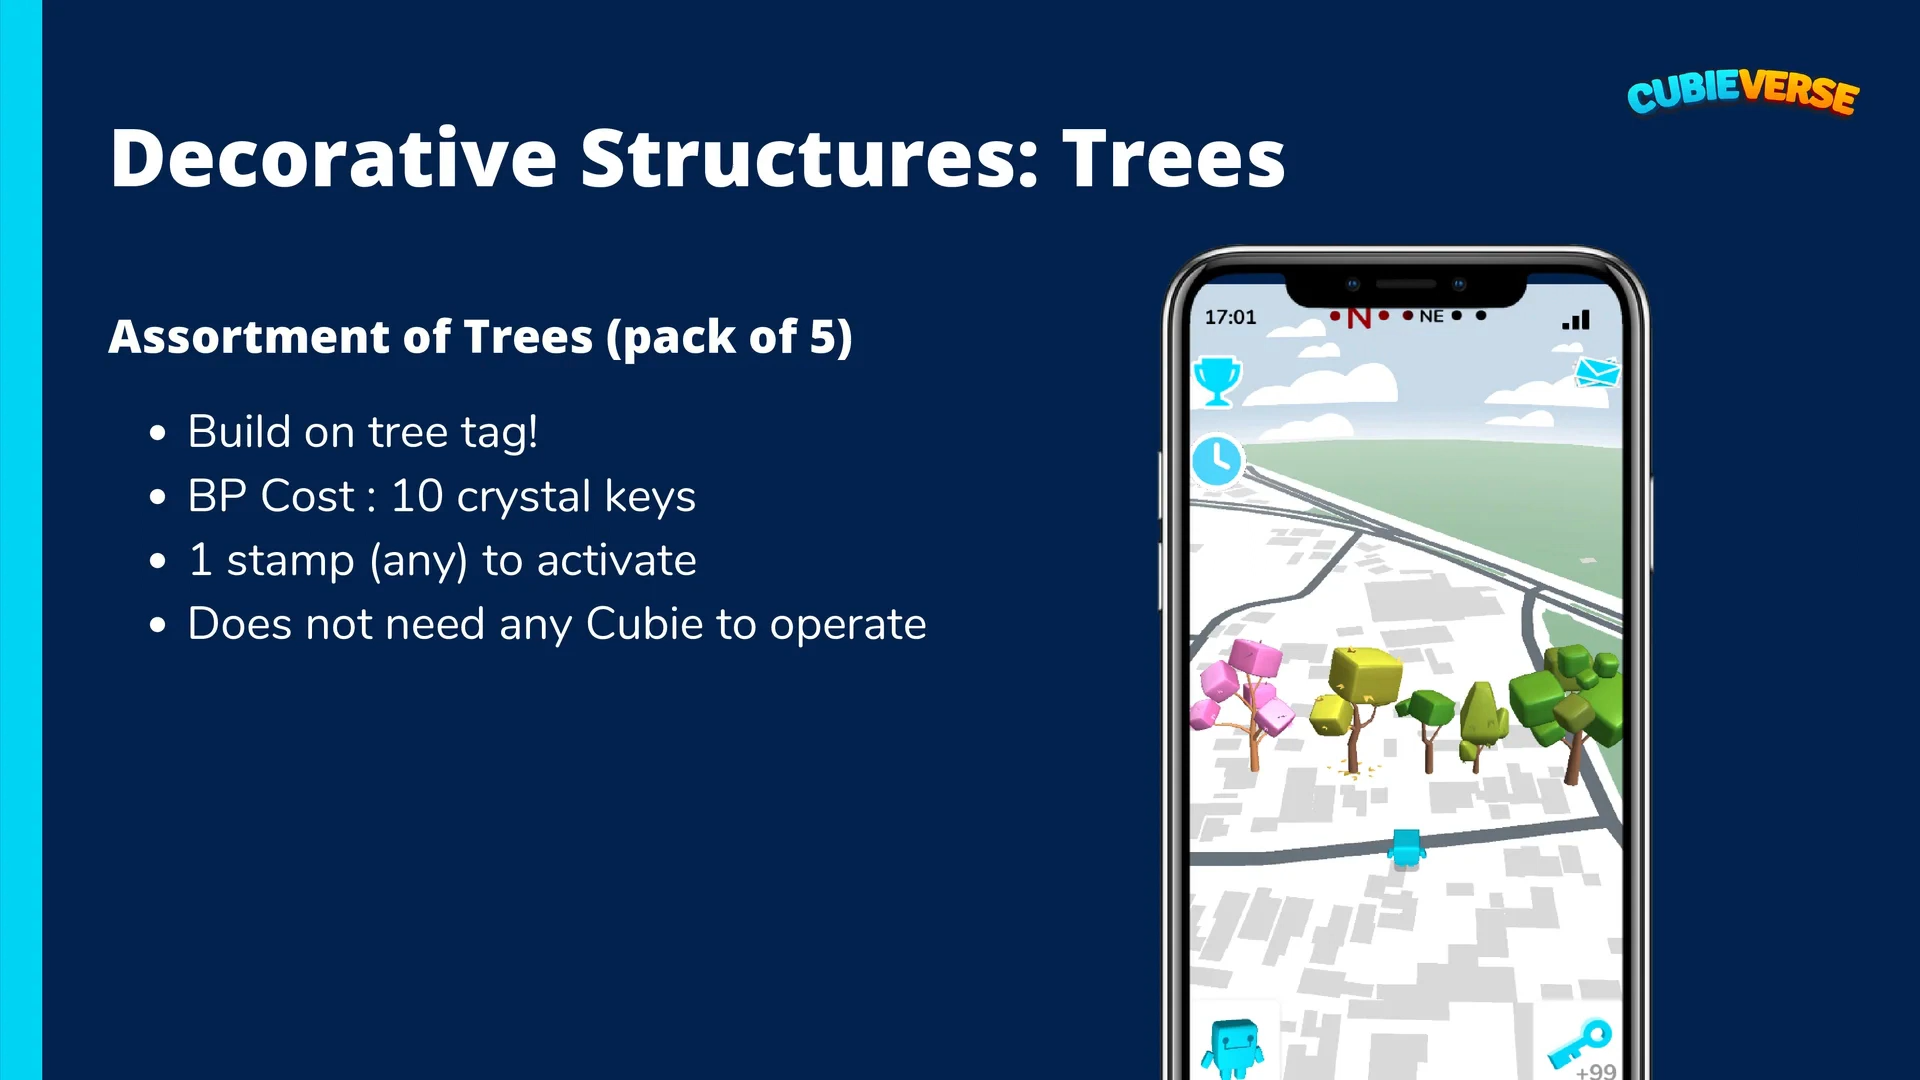 CUBIEVERSE
Decorative Structures: Trees
Assortment of Trees (pack of 5)
• Build on tree tag!
• BP Cost : 10 crystal keys
• 1 stamp (any) to activate
• Does not need any Cubie to operate
17:01
N
NE
+99